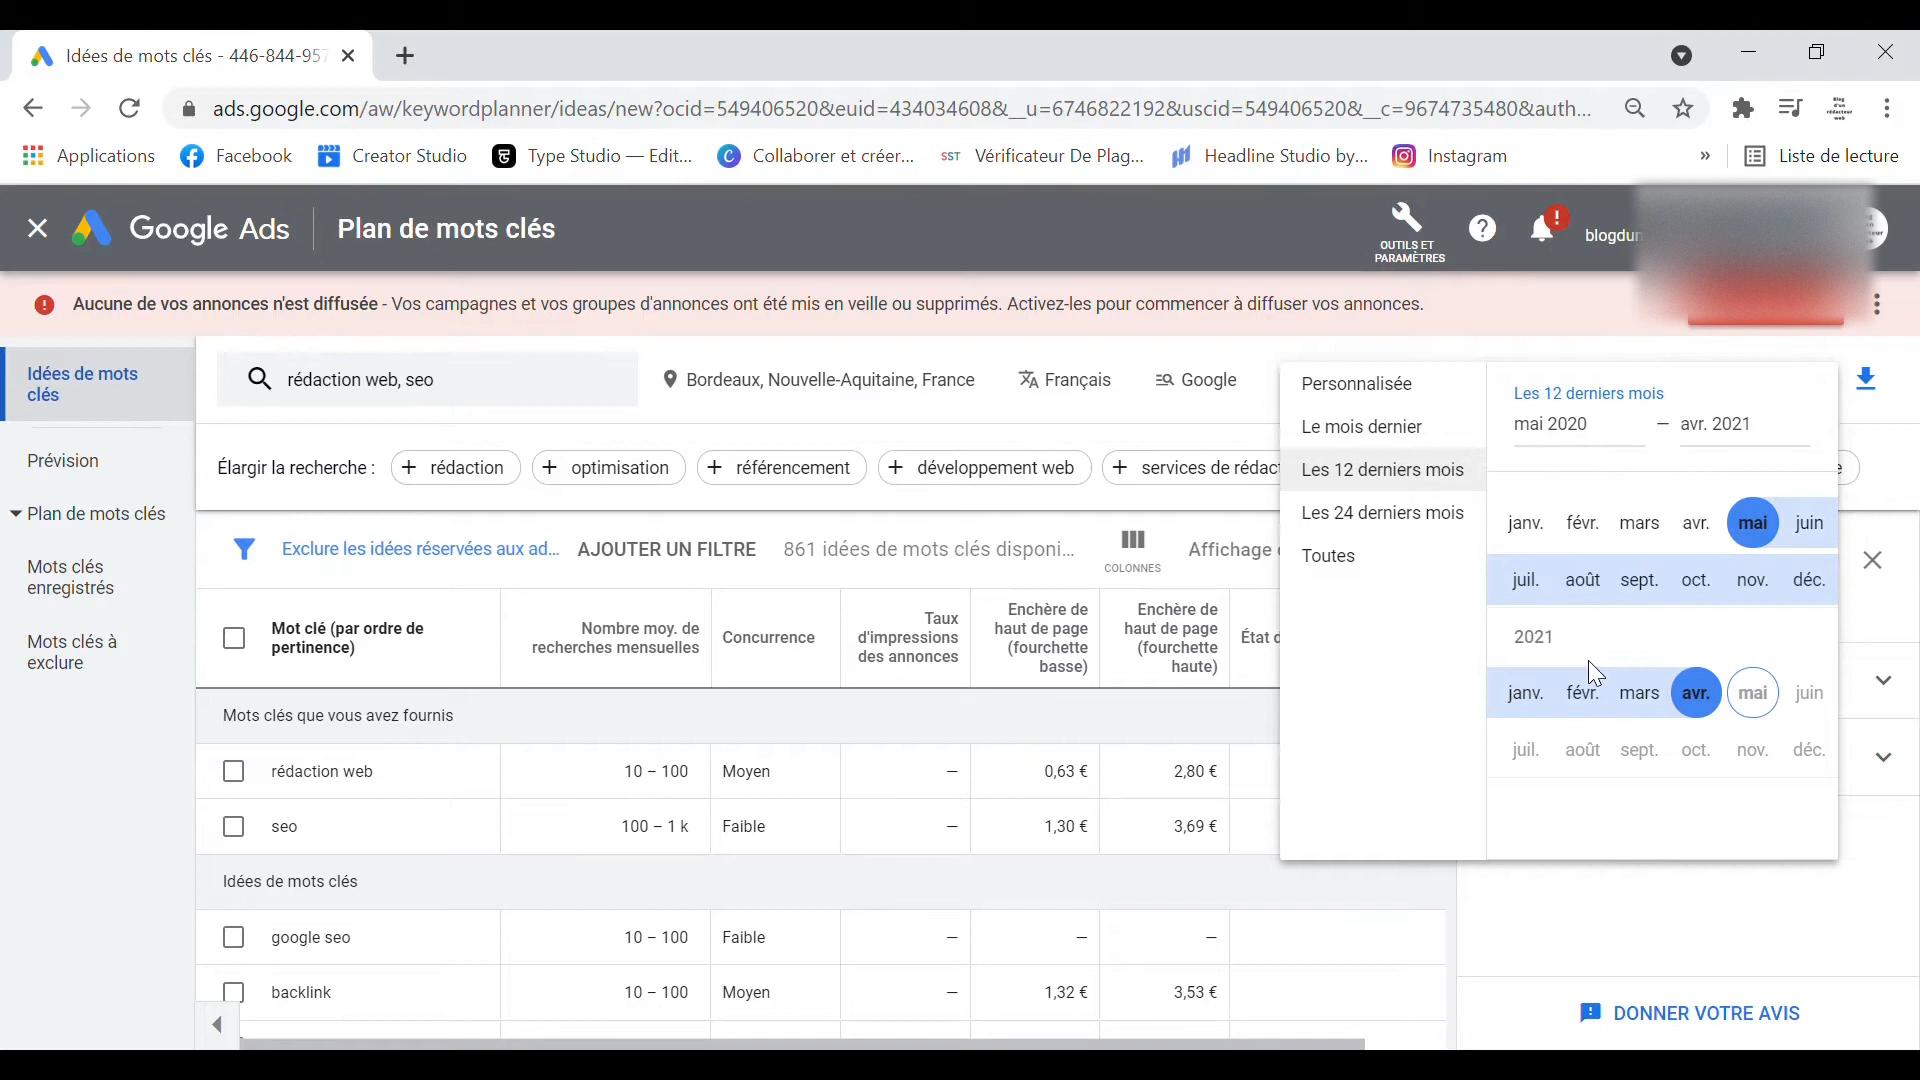 Idées de mots clés - 446-844-957
ads.google.com/aw/keywordplanner/ideas/new?ocid=549406520&euid=434034608&__u=6746822192&uscid=549406520&__c=9674735480&auth...
Applications
Facebook
Creator Studio
Type Studio — Edit...
Collaborer et créer...
SST Vérificateur De Plag...
Headline Studio by...
Instagram
»
Liste de lecture
Google Ads
Plan de mots clés
OUTILS ET
PARAMÈTRES
blogdun
Aucune de vos annonces n'est diffusée - Vos campagnes et vos groupes d'annonces ont été mis en veille ou supprimés. Activez-les pour commencer à diffuser vos annonces.
Idées de mots
clés
Prévision
Plan de mots clés
Mots clés
enregistrés
Mots clés à
exclure
rédaction web, seo
Bordeaux, Nouvelle-Aquitaine, France
Français
Google
Élargir la recherche :
+ rédaction
+ optimisation
+ référencement
+ développement web
+ services de rédact
e
Exclure les idées réservées aux ad...
AJOUTER UN FILTRE
861 idées de mots clés disponi...
COLONNES
Affichage
Mot clé (par ordre de
pertinence)
Nombre moy. de
recherches mensuelles
Concurrence
Taux
d'impressions
des annonces
Enchère de
haut de page
(fourchette
basse)
Enchère de
haut de page
(fourchette
haute)
État d
Mots clés que vous avez fournis
rédaction web 10 – 100 Moyen — 0,63 € 2,80 €
seo 100 – 1 k Faible — 1,30 € 3,69 €
Idées de mots clés
google seo 10 – 100 Faible — — —
backlink 10 – 100 Moyen — 1,32 € 3,53 €
Personnalisée
Le mois dernier
Les 12 derniers mois
Les 24 derniers mois
Toutes
Les 12 derniers mois
mai 2020 — avr. 2021
janv. févr. mars avr. mai juin
juil. août sept. oct. nov. déc.
2021
janv. févr. mars avr. mai juin
juil. août sept. oct. nov. déc.
DONNER VOTRE AVIS